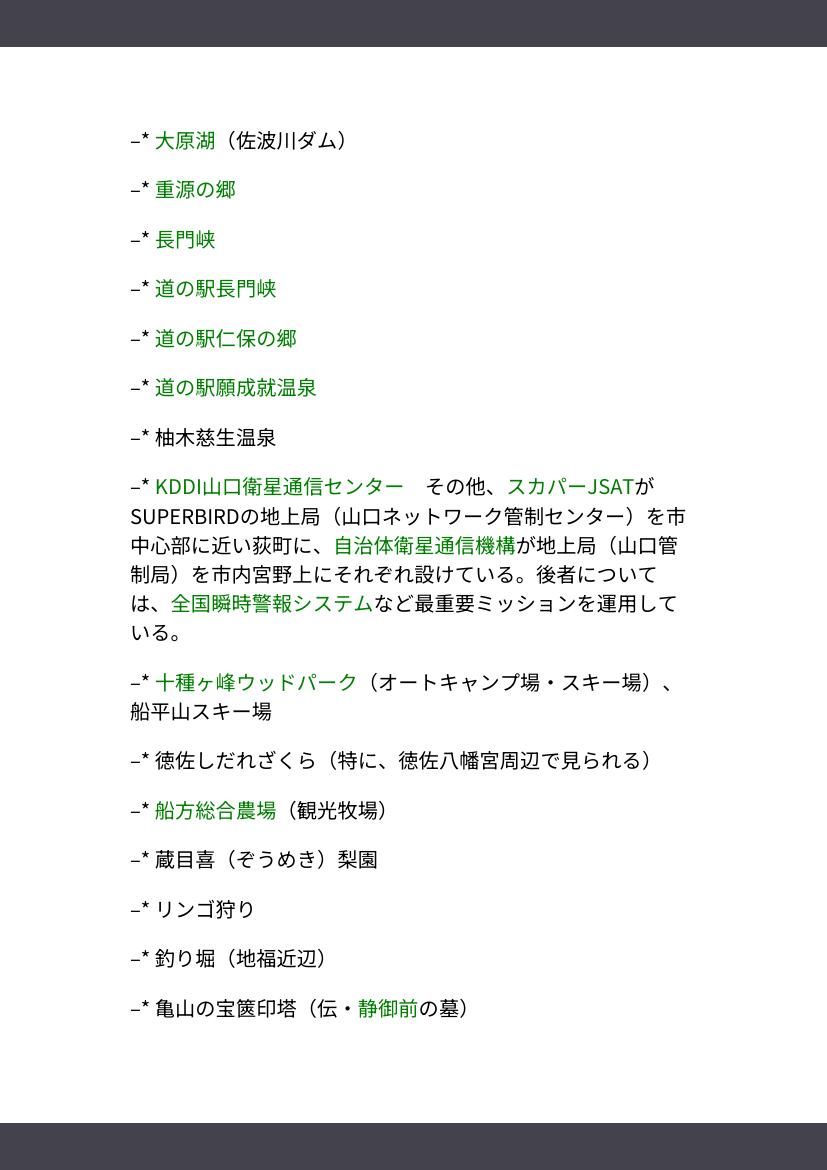 –* 大原湖（佐波川ダム）
–* 重源の郷
–* 長門峡
–* 道の駅長門峡
–* 道の駅仁保の郷
–* 道の駅願成就温泉
–* 柚木慈生温泉
–* KDDI山口衛星通信センター　その他、スカパーJSATが
SUPERBIRDの地上局（山口ネットワーク管制センター）を市
中心部に近い荻町に、自治体衛星通信機構が地上局（山口管
制局）を市内宮野上にそれぞれ設けている。後者について
は、全国瞬時警報システムなど最重要ミッションを運用して
いる。
–* 十種ヶ峰ウッドパーク（オートキャンプ場・スキー場）、
船平山スキー場
–* 徳佐しだれざくら（特に、徳佐八幡宮周辺で見られる）
–* 船方総合農場（観光牧場）
–* 蔵目喜（ぞうめき）梨園
–* リンゴ狩り
–* 釣り堀（地福近辺）
–* 亀山の宝篋印塔（伝・静御前の墓）